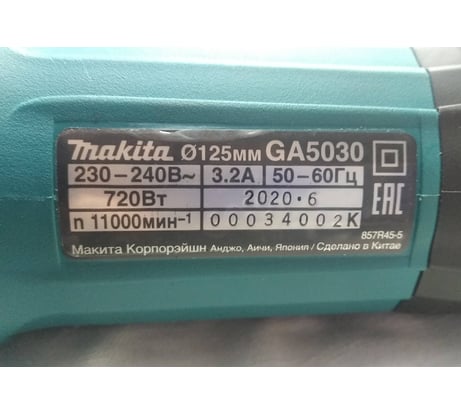 makita Ø125мм GA5030
230-240В~ 3.2А 50-60Гц
720Вт 2020·6
n 11000мин-1 00034002K
EAC
857R45-5
Макита Корпорэйшн Анджо, Аичи, Япония / Сделано в Китае